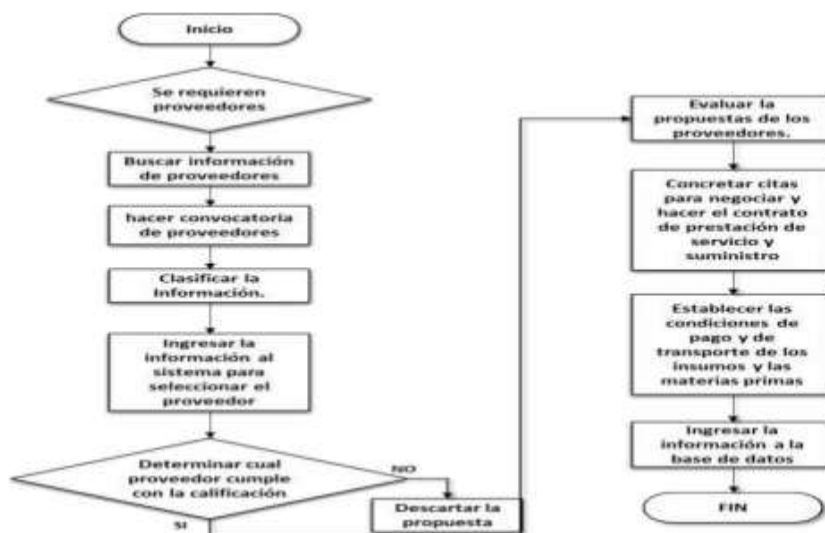 Inicio
Se requieren
proveedores
Buscar información
de proveedores
hacer convocatoria
de proveedores
Clasificar la
Información.
Ingresar la
información al
sistema para
seleccionar el
proveedor
Determinar cual
proveedor cumple
con la calificación
NO
SI
Descartar la
propuesta
Evaluar la
propuestas de los
proveedores.
Concretar citas
para negociar y
hacer el contrato
de prestación de
servicio y
suministro
Establecer las
condiciones de
pago y de
transporte de los
insumos y las
materias primas
Ingresar la
información a la
base de datos
FIN